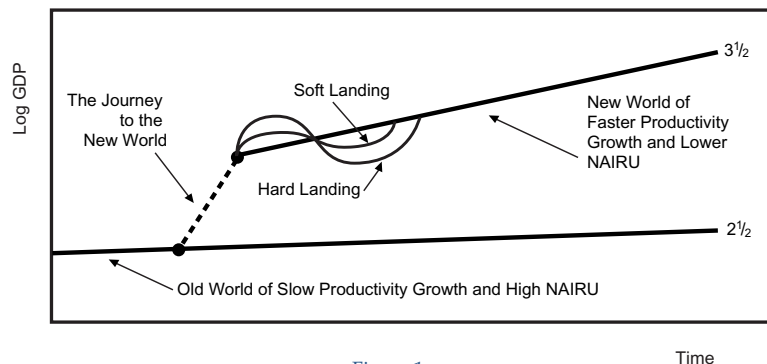 Log GDP
The Journey
to the
New World
Soft Landing
Hard Landing
3½
New World of
Faster Productivity
Growth and Lower
NAIRU
2½
Old World of Slow Productivity Growth and High NAIRU
Time